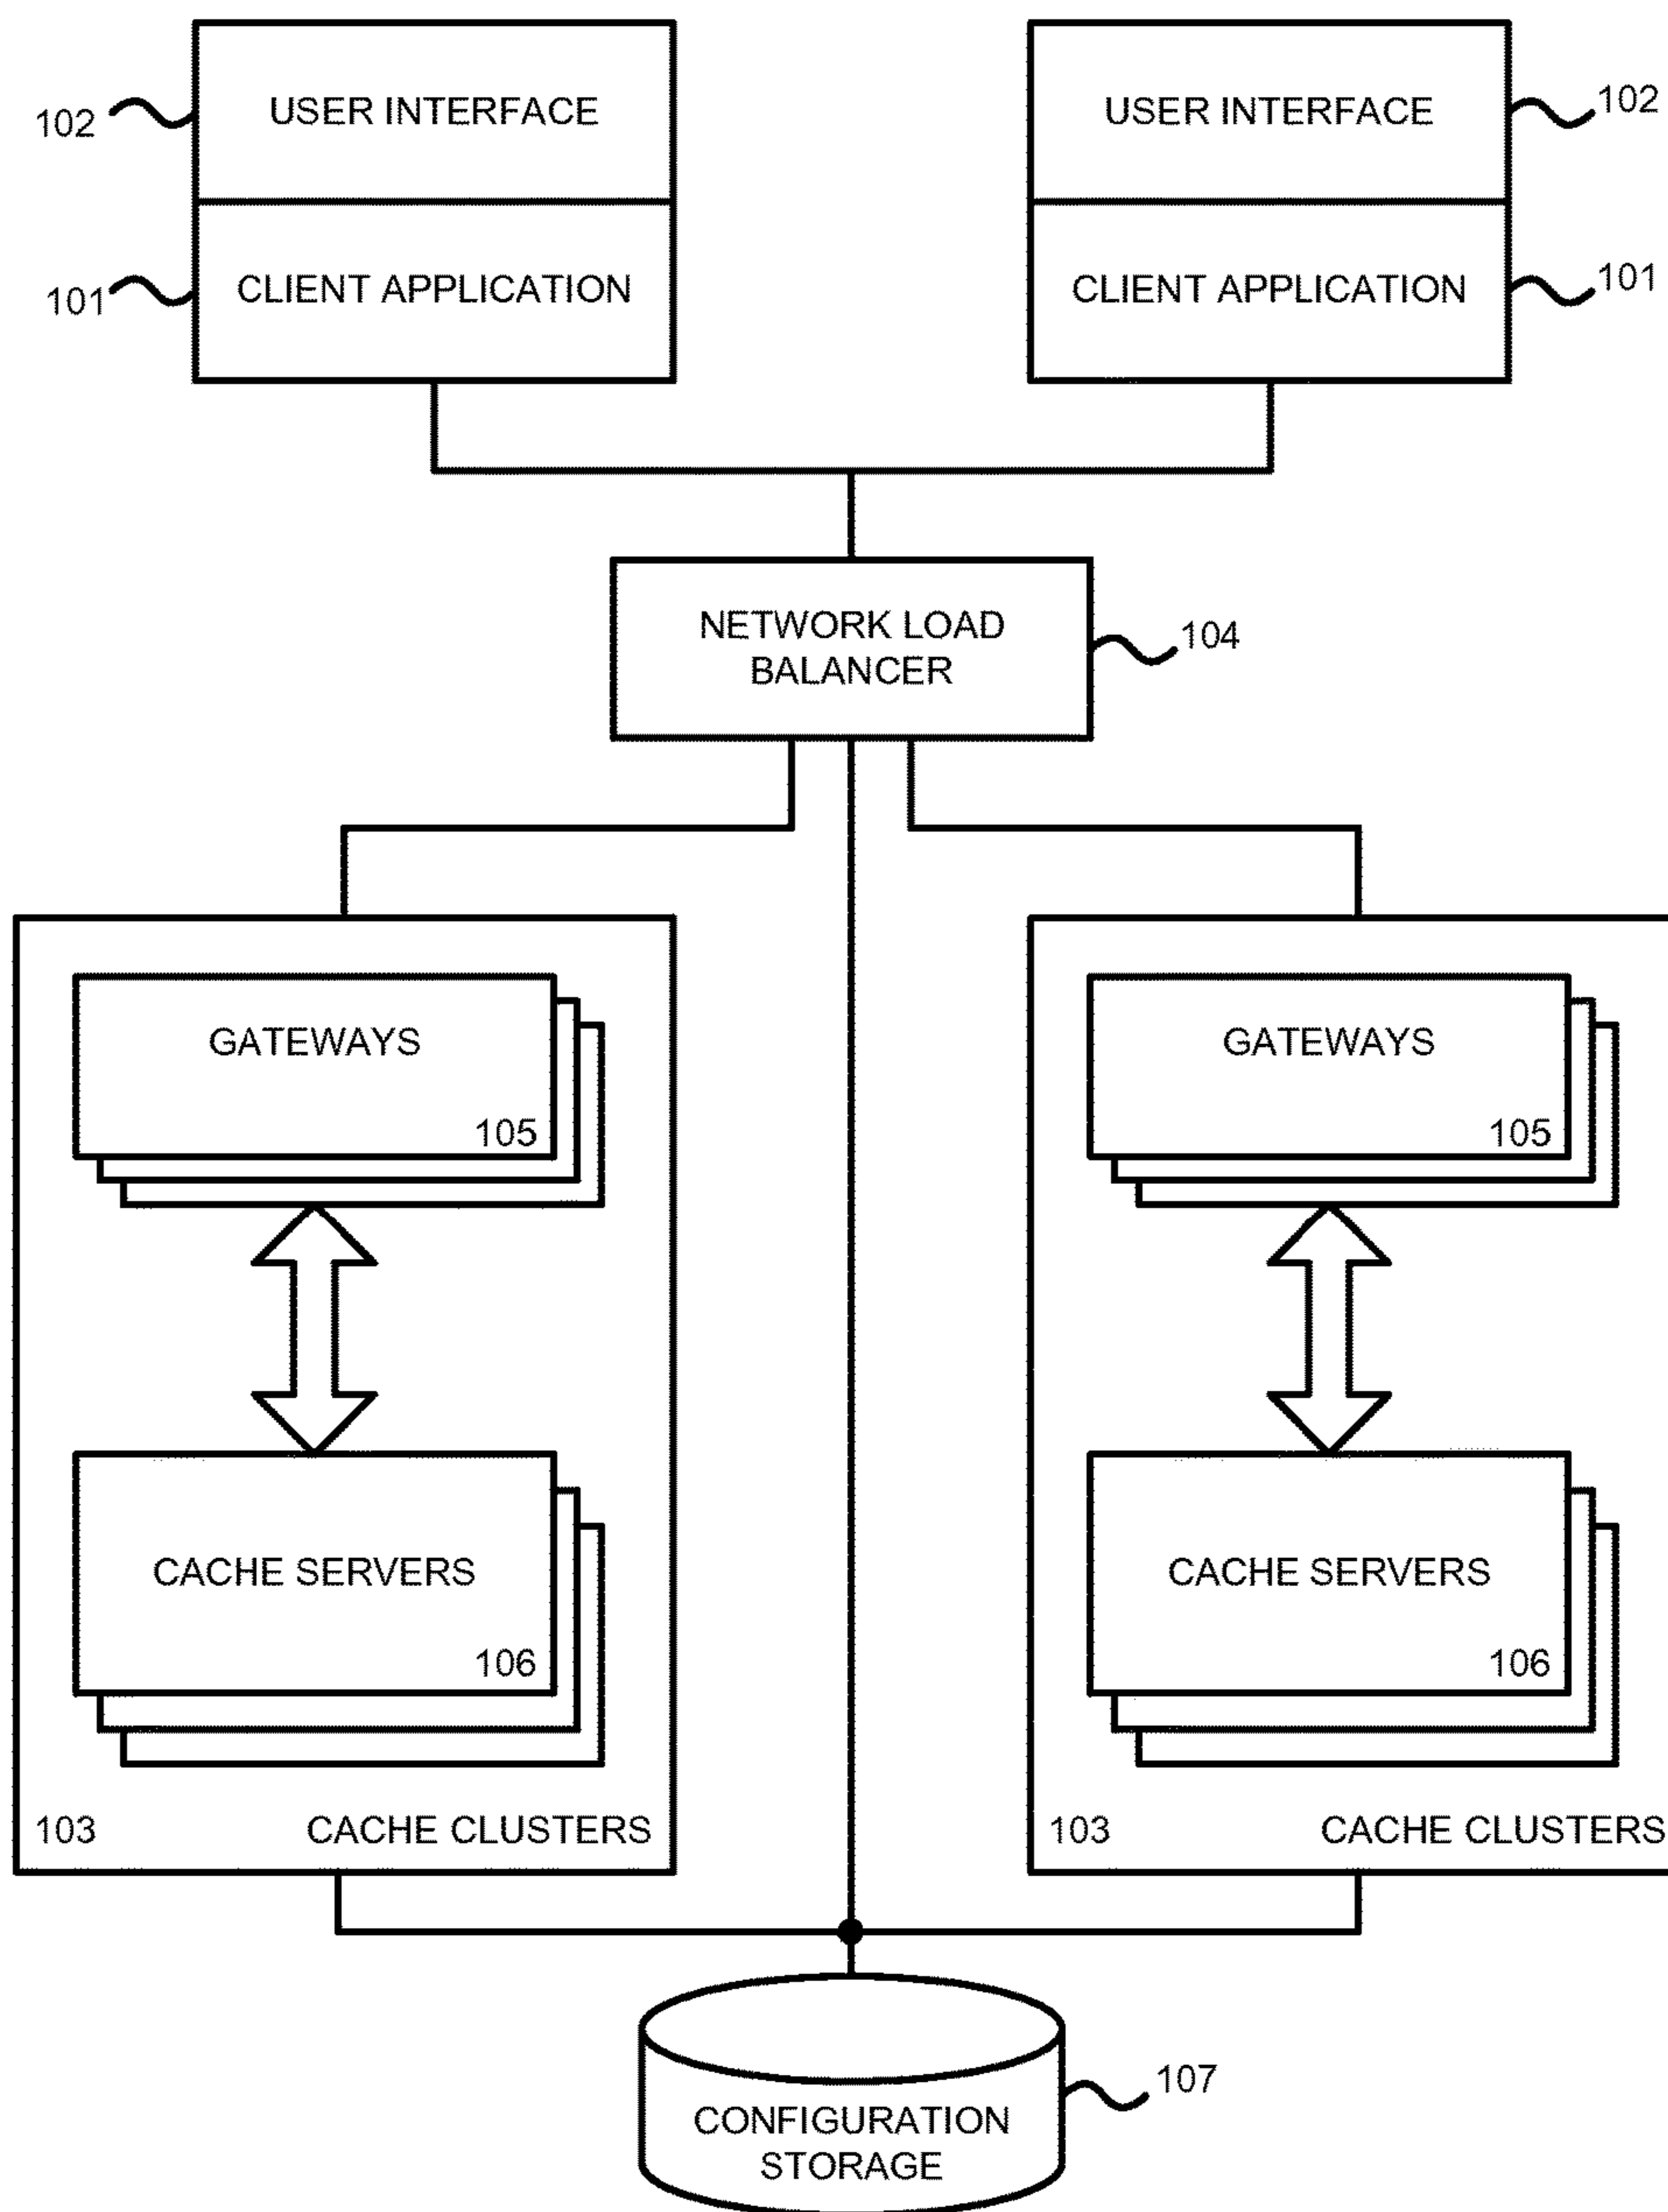 102 USER INTERFACE USER INTERFACE 102
101 CLIENT APPLICATION CLIENT APPLICATION 101
NETWORK LOAD 104
BALANCER
GATEWAYS GATEWAYS
105 105
CACHE SERVERS CACHE SERVERS
106 106
103 CACHE CLUSTERS 103 CACHE CLUSTERS
107
CONFIGURATION
STORAGE